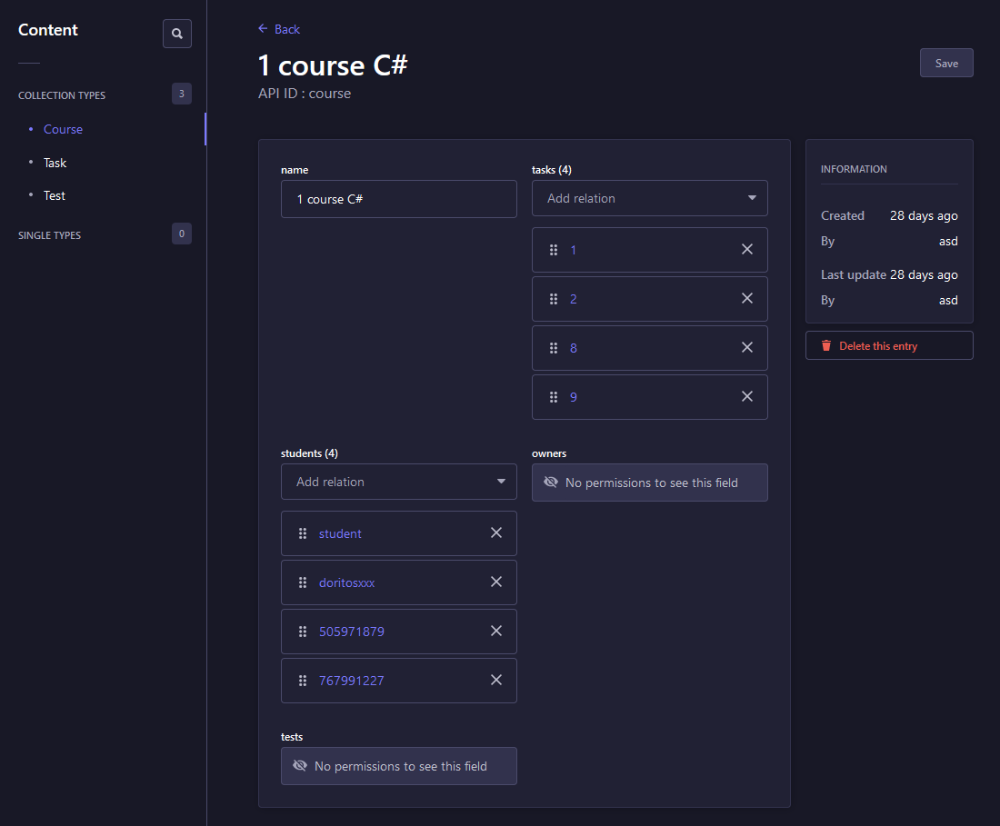 Content
COLLECTION TYPES 3
Course
Task
Test
SINGLE TYPES 0
Back
1 course C#
API ID : course
Save
name
1 course C#
tasks (4)
Add relation
1
2
8
9
students (4)
Add relation
student
doritosxxx
505971879
767991227
owners
No permissions to see this field
tests
No permissions to see this field
INFORMATION
Created 28 days ago
By asd
Last update 28 days ago
By asd
Delete this entry